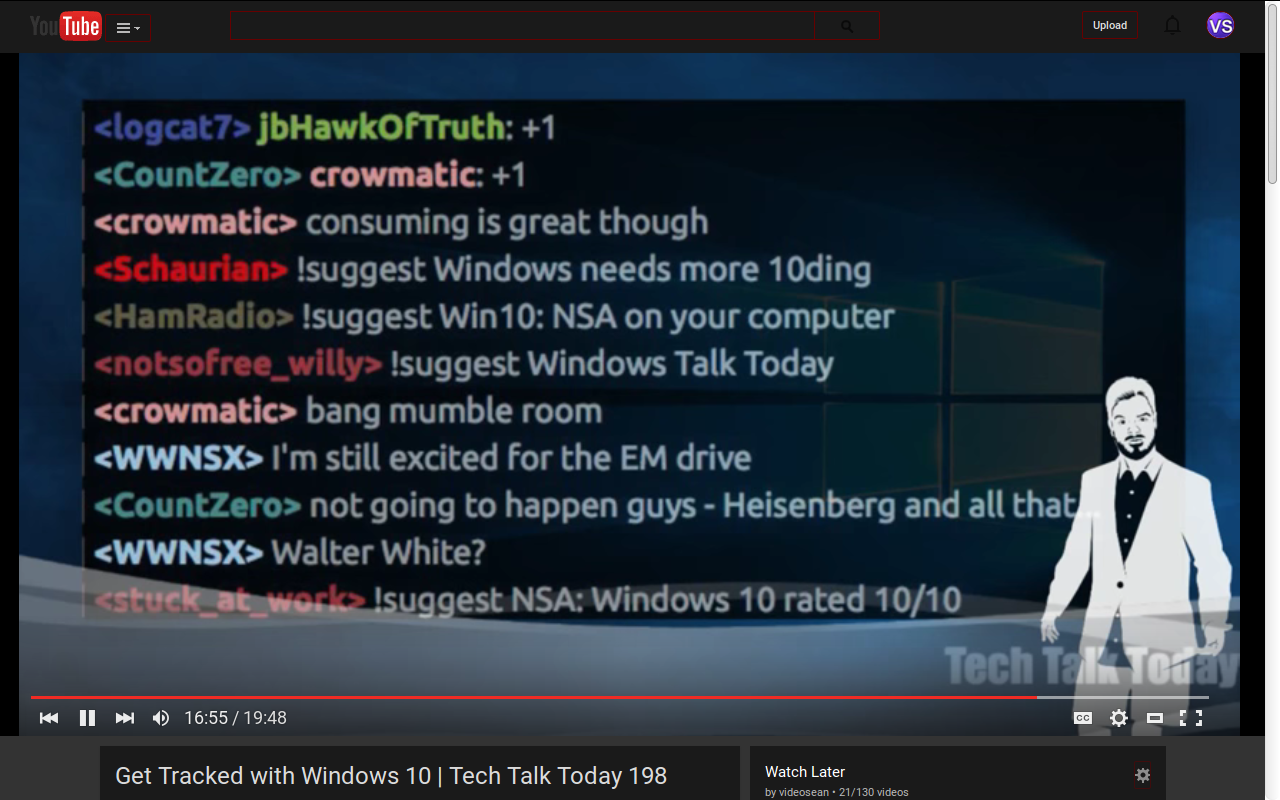 YouTube
Upload
VS
<logcat7> jbHawkOfTruth: +1
<CountZero> crowmatic: +1
<crowmatic> consuming is great though
<Schaurian> !suggest Windows needs more 10ding
<HamRadio> !suggest Win10: NSA on your computer
<notsofree_willy> !suggest Windows Talk Today
<crowmatic> bang mumble room
<WWNSX> I'm still excited for the EM drive
<CountZero> not going to happen guys - Heisenberg and all that...
<WWNSX> Walter White?
<stuck_at_work> !suggest NSA: Windows 10 rated 10/10
Tech Talk Today
16:55 / 19:48
CC
Get Tracked with Windows 10 | Tech Talk Today 198
Watch Later
by videosean • 21/130 videos